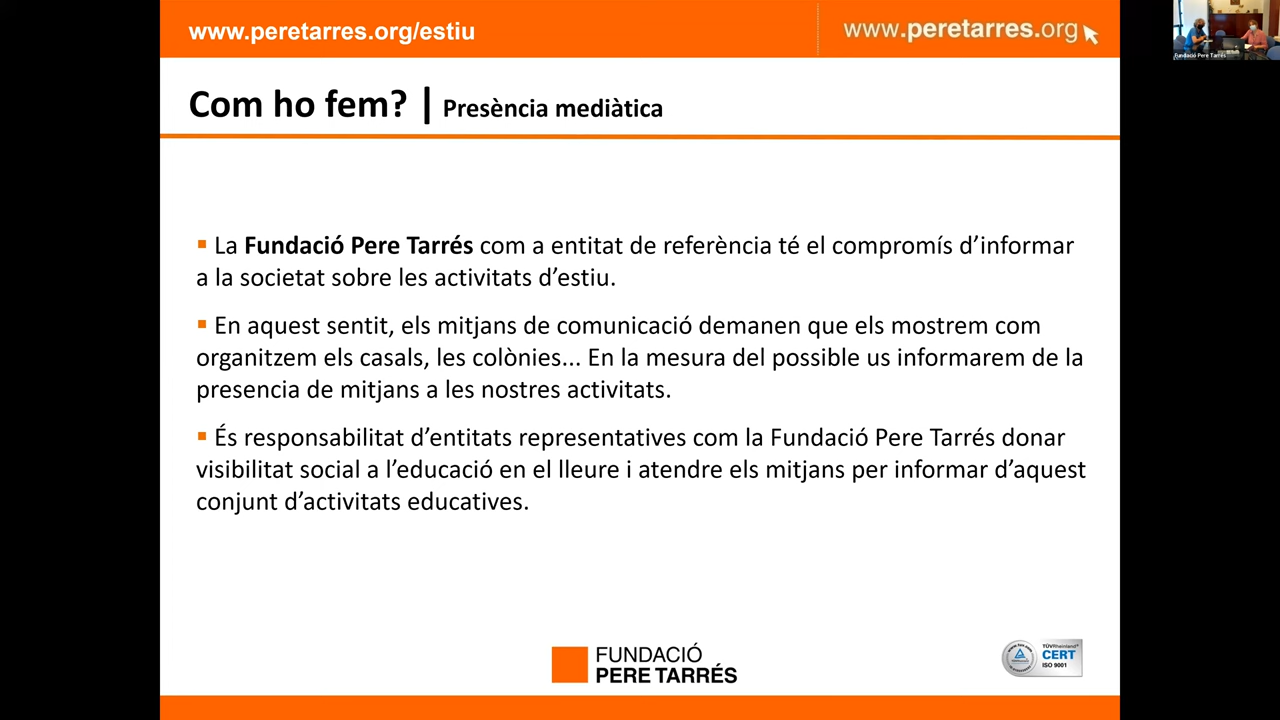 www.peretarres.org/estiu
www.peretarres.org
Fundació Pere Tarrés
Com ho fem? | Presència mediàtica
▪ La Fundació Pere Tarrés com a entitat de referència té el compromís d’informar
a la societat sobre les activitats d’estiu.
▪ En aquest sentit, els mitjans de comunicació demanen que els mostrem com
organitzem els casals, les colònies... En la mesura del possible us informarem de la
presencia de mitjans a les nostres activitats.
▪ És responsabilitat d’entitats representatives com la Fundació Pere Tarrés donar
visibilitat social a l’educació en el lleure i atendre els mitjans per informar d’aquest
conjunt d’activitats educatives.
FUNDACIÓ
PERE TARRÉS
TÜVRheinland®
CERT
ISO 9001